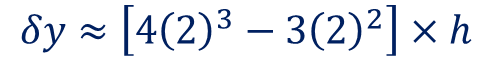 δy ≈ [4(2)³ − 3(2)²] × h